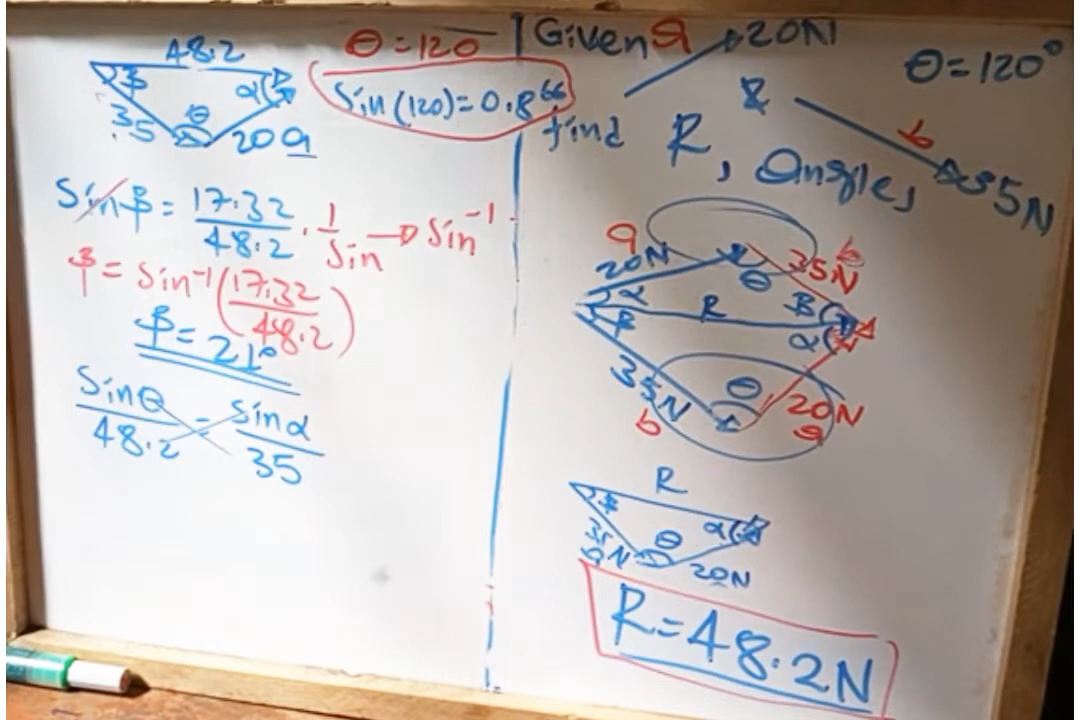 48.2
β α
35 θ 20 a
θ = 120
Sin(120) = 0.866
Sin β = 17.32 / 48.2 . 1 / Sin → Sin⁻¹
β = Sin⁻¹(17.32 / 48.2)
β = 21°
Sinθ / 48.2 = Sinα / 35
Given a 20N θ = 120°
& b 35N
find R, Angles,
a 20N θ 35N b
α R β
β α
35N θ 20N
b a
R
β α
35N θ 20N
R = 48.2N